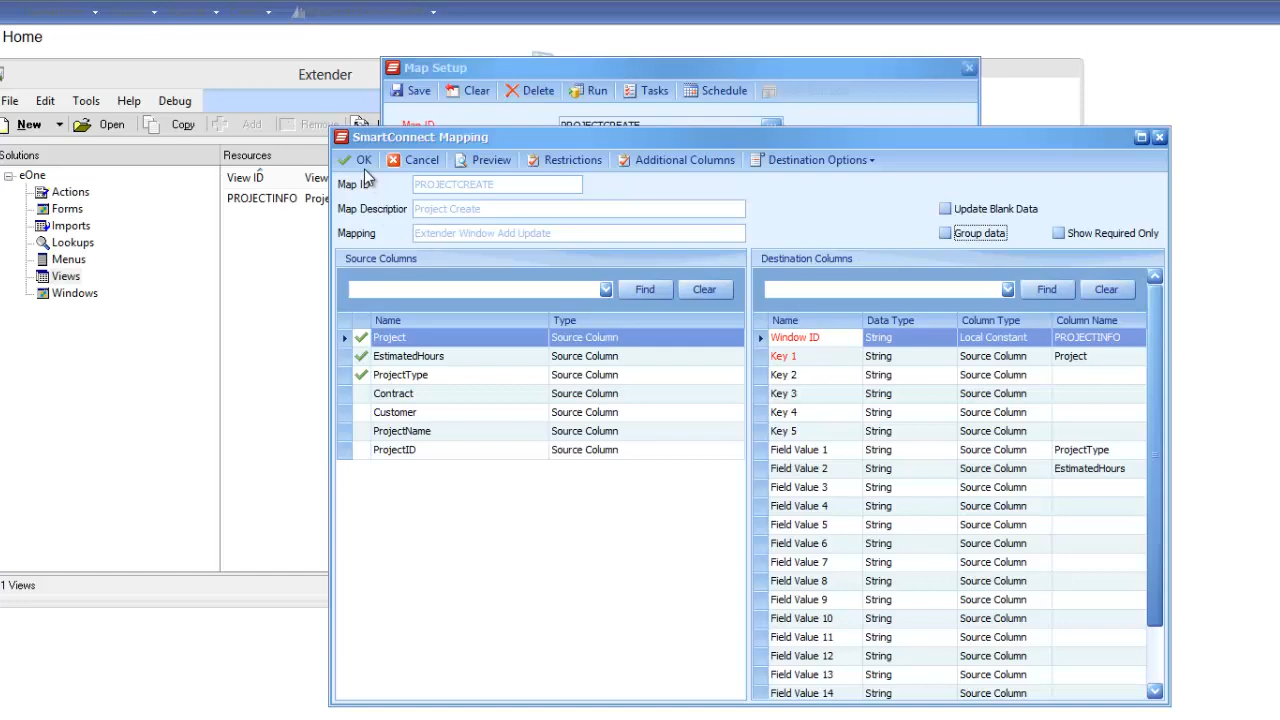 Home
Extender
File Edit Tools Help Debug
New Open Copy Add Remove
Solutions
eOne
Actions
Forms
Imports
Lookups
Menus
Views
Windows
Resources
View ID View
PROJECTINFO Proje
1 Views
Map Setup
Save Clear Delete Run Tasks Schedule
Map ID PROJECTCREATE
SmartConnect Mapping
OK Cancel Preview Restrictions Additional Columns Destination Options
Map ID PROJECTCREATE
Map Description Project Create
Mapping Extender Window Add Update
Update Blank Data
Group data Show Required Only
Source Columns
Find Clear
Name Type
Project Source Column
EstimatedHours Source Column
ProjectType Source Column
Contract Source Column
Customer Source Column
ProjectName Source Column
ProjectID Source Column
Destination Columns
Find Clear
Name Data Type Column Type Column Name
Window ID String Local Constant PROJECTINFO
Key 1 String Source Column Project
Key 2 String Source Column
Key 3 String Source Column
Key 4 String Source Column
Key 5 String Source Column
Field Value 1 String Source Column ProjectType
Field Value 2 String Source Column EstimatedHours
Field Value 3 String Source Column
Field Value 4 String Source Column
Field Value 5 String Source Column
Field Value 6 String Source Column
Field Value 7 String Source Column
Field Value 8 String Source Column
Field Value 9 String Source Column
Field Value 10 String Source Column
Field Value 11 String Source Column
Field Value 12 String Source Column
Field Value 13 String Source Column
Field Value 14 String Source Column